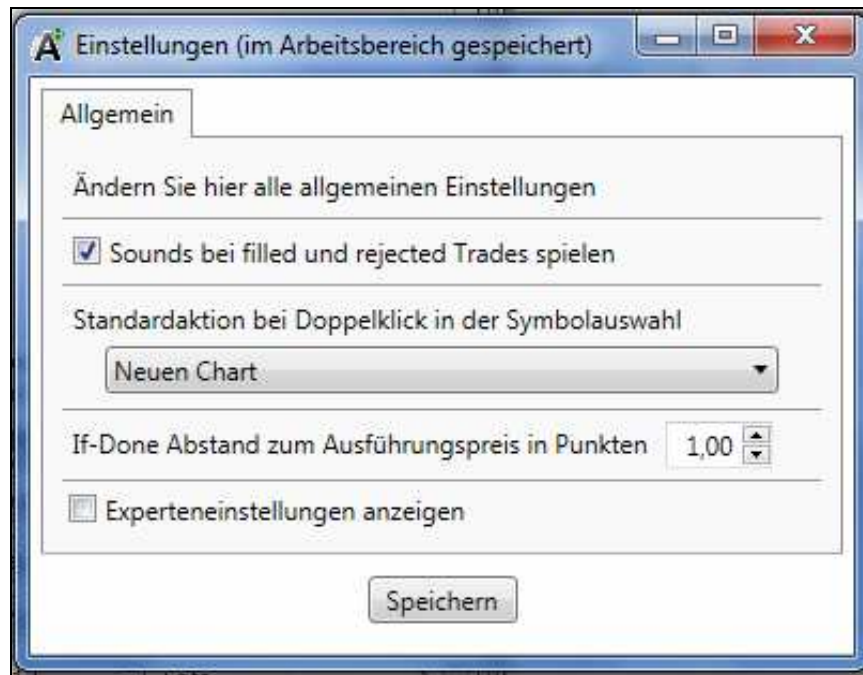 Einstellungen (im Arbeitsbereich gespeichert)
Allgemein
Ändern Sie hier alle allgemeinen Einstellungen
Sounds bei filled und rejected Trades spielen
Standardaktion bei Doppelklick in der Symbolauswahl
Neuen Chart
If-Done Abstand zum Ausführungspreis in Punkten 1,00
Experteneinstellungen anzeigen
Speichern